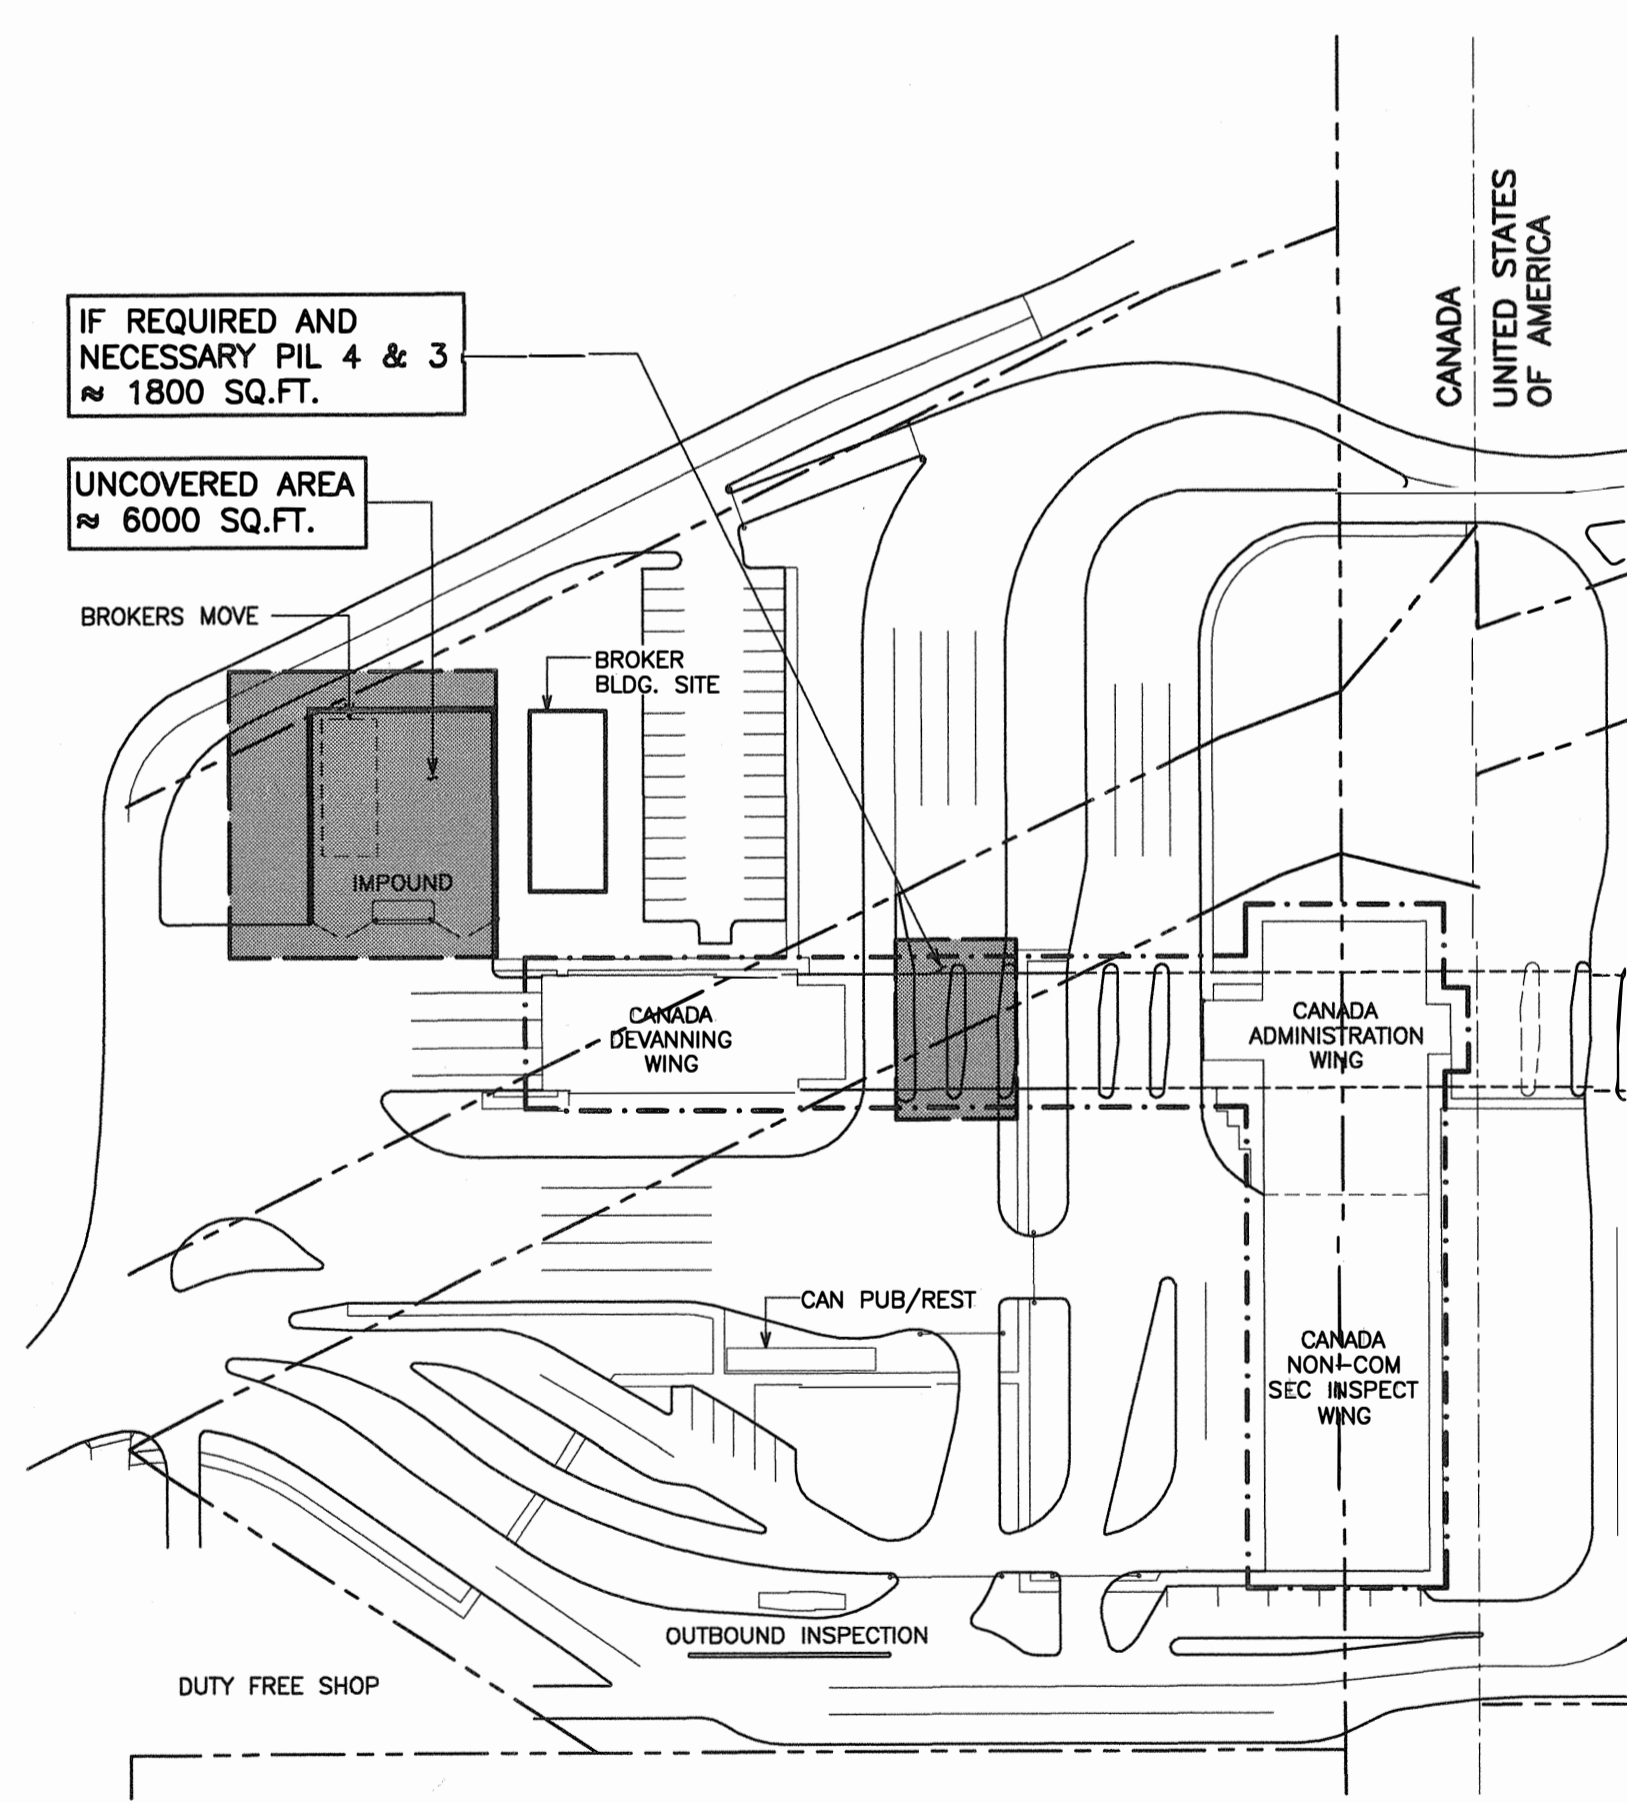 CANADA
UNITED STATES
OF AMERICA
IF REQUIRED AND
NECESSARY PIL 4 & 3
≈ 1800 SQ.FT.
UNCOVERED AREA
≈ 6000 SQ.FT.
BROKERS MOVE
BROKER
BLDG. SITE
IMPOUND
CANADA
DEVANNING
WING
CANADA
ADMINISTRATION
WING
CAN PUB/REST
CANADA
NON-COM
SEC INSPECT
WING
OUTBOUND INSPECTION
DUTY FREE SHOP